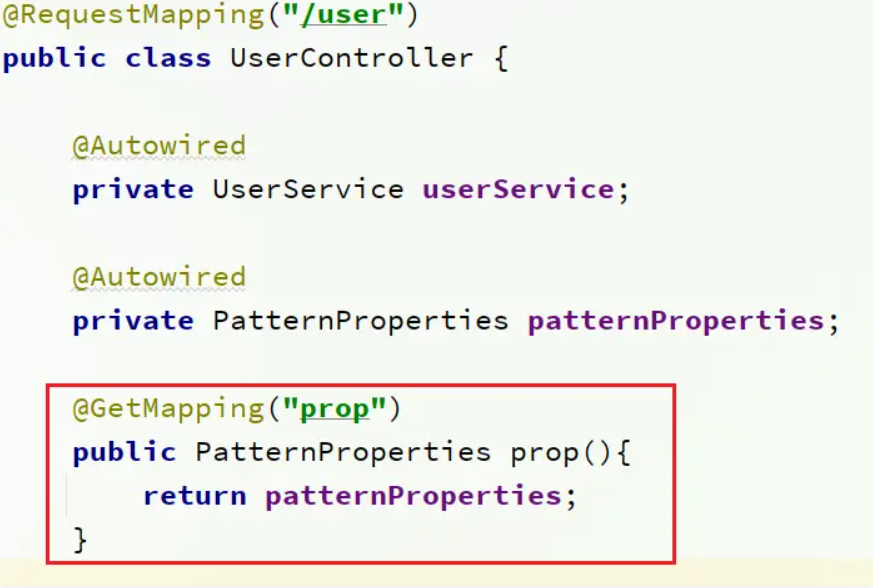 @RequestMapping("/user")
public class UserController {
@Autowired
private UserService userService;
@Autowired
private PatternProperties patternProperties;
@GetMapping("prop")
public PatternProperties prop(){
return patternProperties;
}